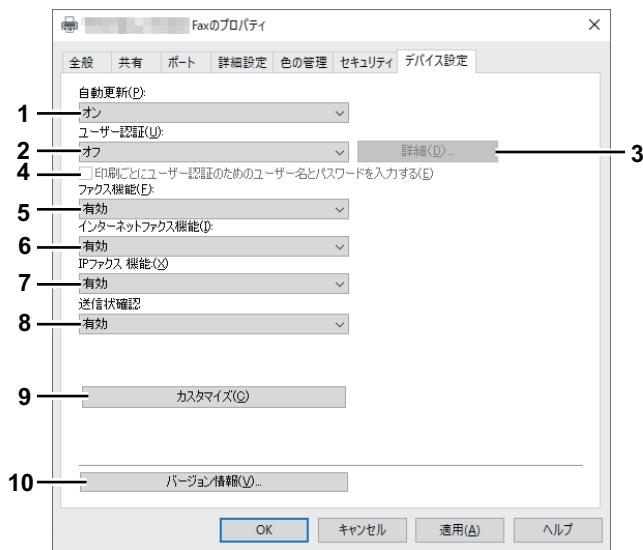 Faxのプロパティ
全般 共有 ポート 詳細設定 色の管理 セキュリティ デバイス設定
自動更新(P):
1 オン
ユーザー認証(U):
2 オフ 詳細(D)... 3
4 印刷ごとにユーザー認証のためのユーザー名とパスワードを入力する(E)
ファクス機能(F):
5 有効
インターネットファクス機能(I):
6 有効
IPファクス 機能:(X)
7 有効
送信状確認
8 有効
9 カスタマイズ(C)
10 バージョン情報(V)...
OK キャンセル 適用(A) ヘルプ